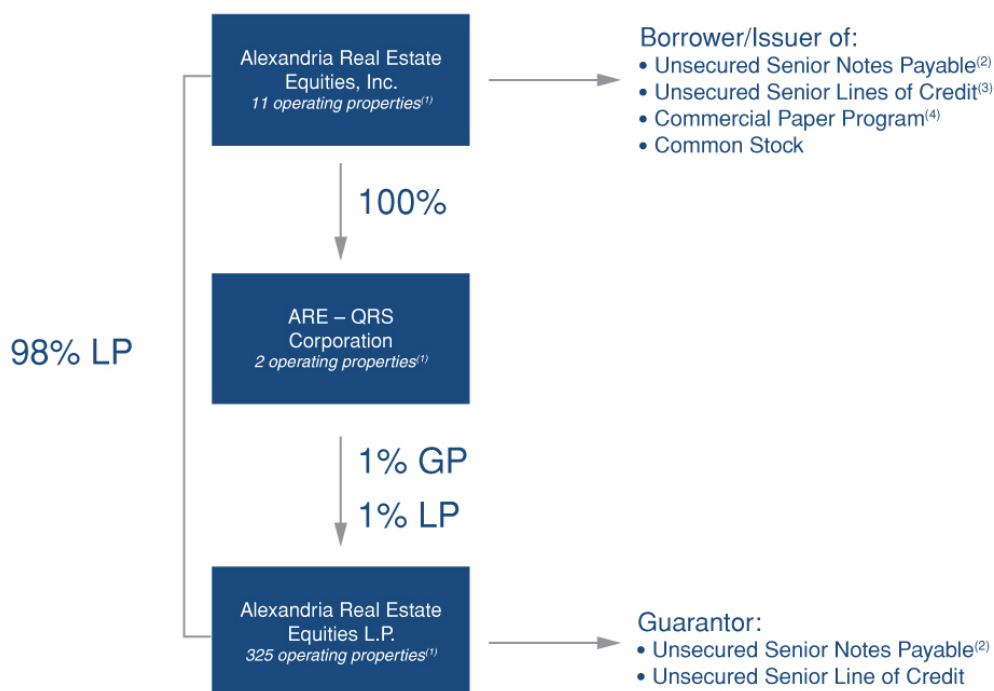 Alexandria Real Estate
Equities, Inc.
11 operating properties(1)
Borrower/Issuer of:
• Unsecured Senior Notes Payable(2)
• Unsecured Senior Lines of Credit(3)
• Commercial Paper Program(4)
• Common Stock
100%
ARE – QRS
Corporation
2 operating properties(1)
98% LP
1% GP
1% LP
Alexandria Real Estate
Equities L.P.
325 operating properties(1)
Guarantor:
• Unsecured Senior Notes Payable(2)
• Unsecured Senior Line of Credit